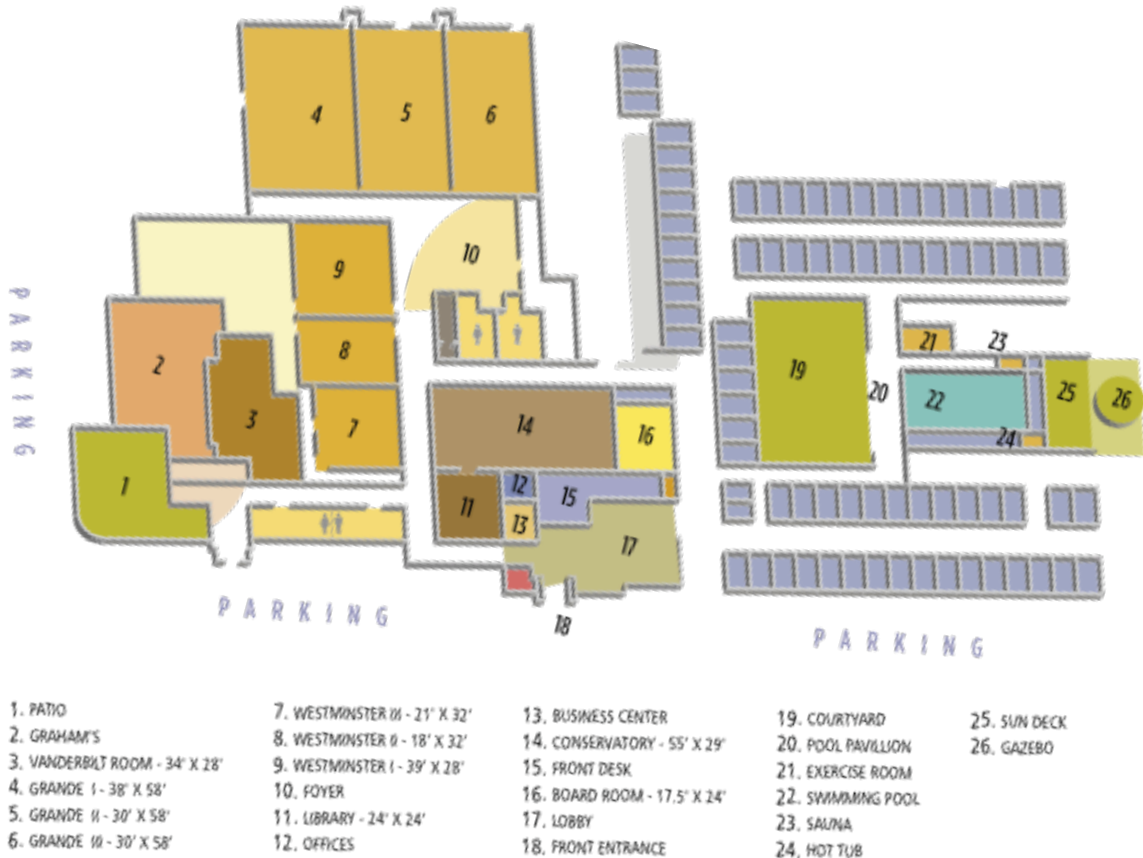 4
5
6
10
9
8
2
3
7
1
14
16
12
15
11
13
17
18
19
20
21
23
22
25
26
24
PARKING
PARKING
PARKING
1. PATIO
2. GRAHAM'S
3. VANDERBILT ROOM - 34' X 28'
4. GRANDE I - 38' X 58'
5. GRANDE II - 30' X 58'
6. GRANDE III - 30' X 58'
7. WESTMINSTER III - 21' X 32'
8. WESTMINSTER II - 18' X 32'
9. WESTMINSTER I - 39' X 28'
10. FOYER
11. LIBRARY - 24' X 24'
12. OFFICES
13. BUSINESS CENTER
14. CONSERVATORY - 55' X 29'
15. FRONT DESK
16. BOARD ROOM - 17.5' X 24'
17. LOBBY
18. FRONT ENTRANCE
19. COURTYARD
20. POOL PAVILLION
21. EXERCISE ROOM
22. SWIMMING POOL
23. SAUNA
24. HOT TUB
25. SUN DECK
26. GAZEBO